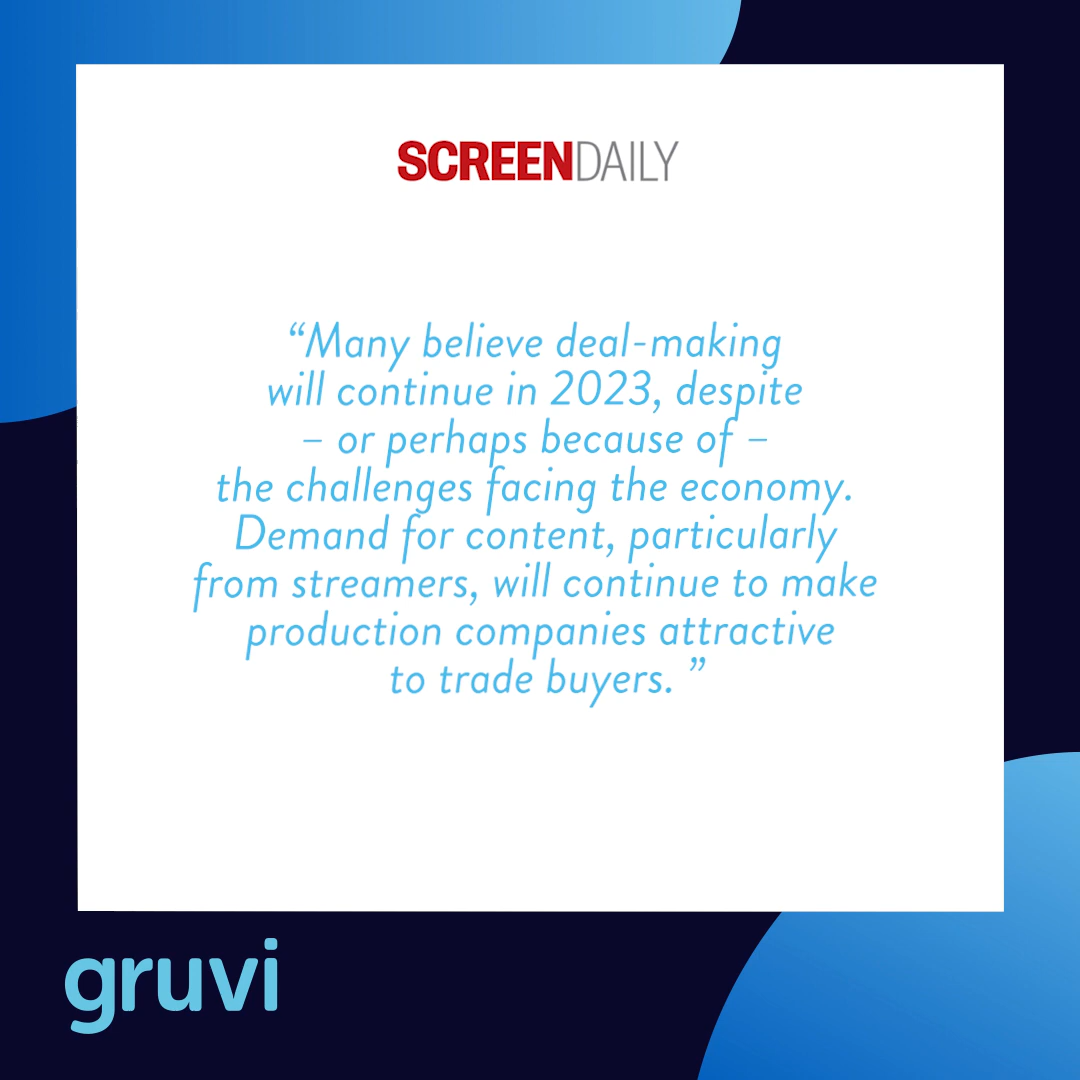 SCREENDAILY
“Many believe deal-making
will continue in 2023, despite
– or perhaps because of –
the challenges facing the economy.
Demand for content, particularly
from streamers, will continue to make
production companies attractive
to trade buyers. ”
gruvi